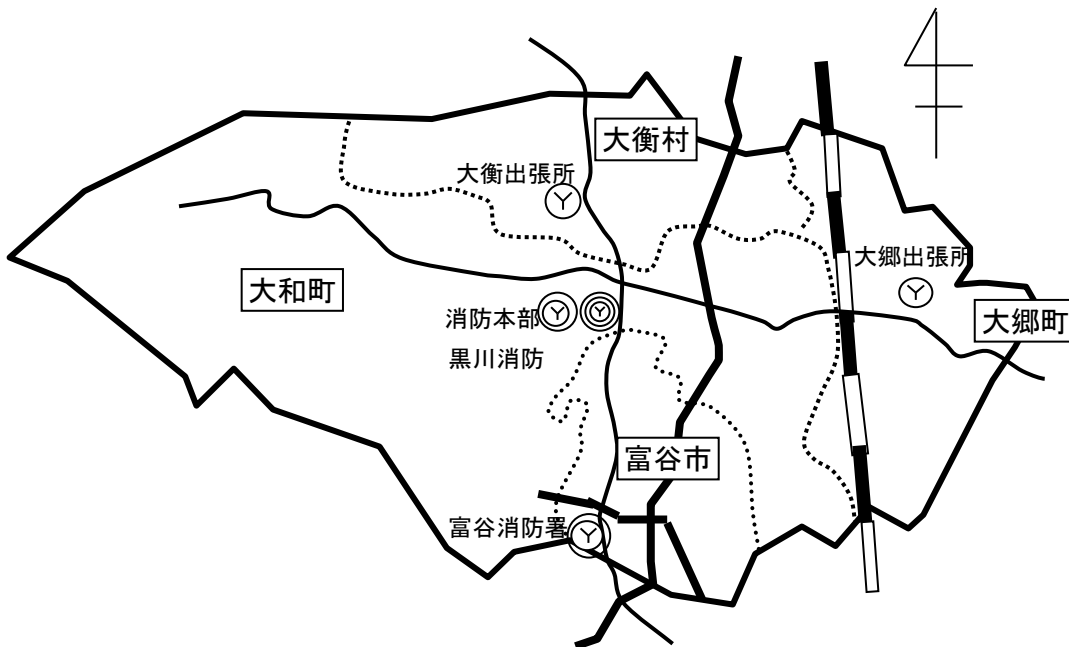 大衡村
大衡出張所
大郷出張所
大和町
大郷町
消防本部
黒川消防
富谷市
富谷消防署